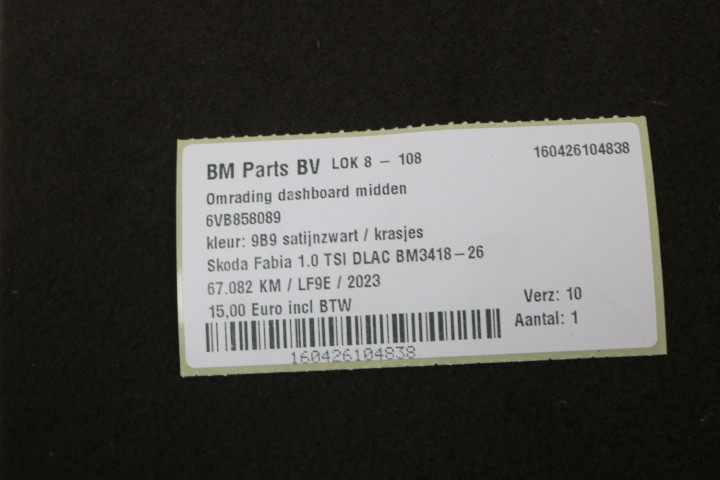 BM Parts BV LOK 8 - 108 160426104838
Omrading dashboard midden
6VB858089
kleur: 9B9 satijnzwart / krasjes
Skoda Fabia 1.0 TSI DLAC BM3418-26
67.082 KM / LF9E / 2023
15,00 Euro incl BTW
Verz: 10
Aantal: 1
160426104838